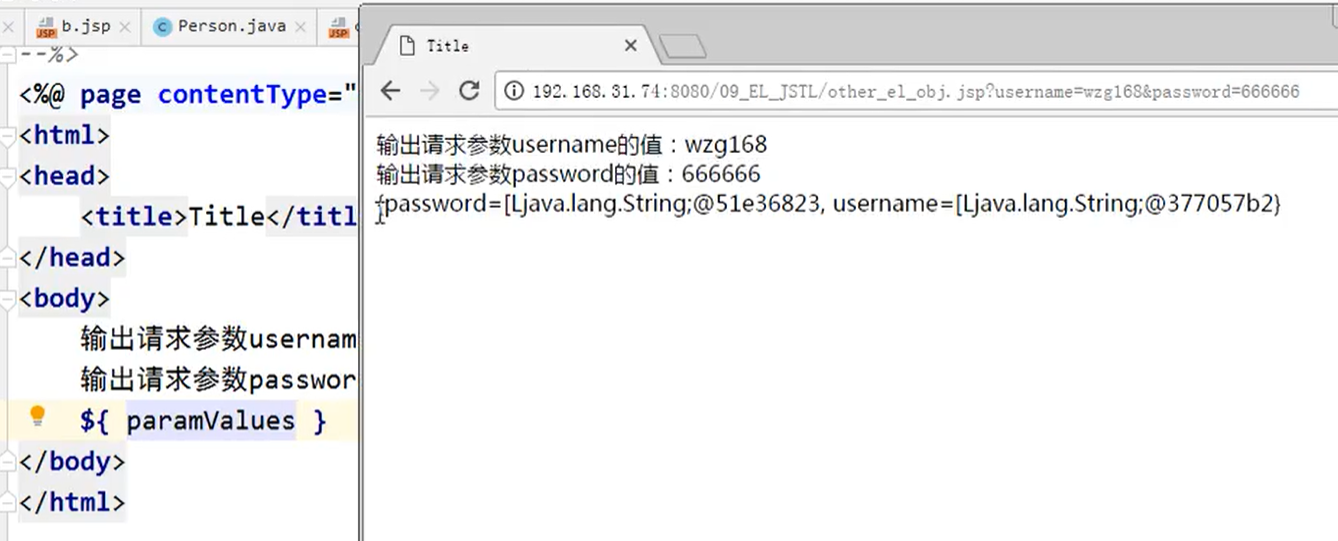 b.jsp
Person.java
JSP
JSP
--%>
<%@ page contentType="
<html>
<head>
<title>Title</titl
</head>
<body>
输出请求参数usernam
输出请求参数passwor
${ paramValues }
</body>
</html>
Title
192.168.31.74:8080/09_EL_JSTL/other_el_obj.jsp?username=wzg168&password=666666
输出请求参数username的值：wzg168
输出请求参数password的值：666666
{password=[Ljava.lang.String;@51e36823, username=[Ljava.lang.String;@377057b2}